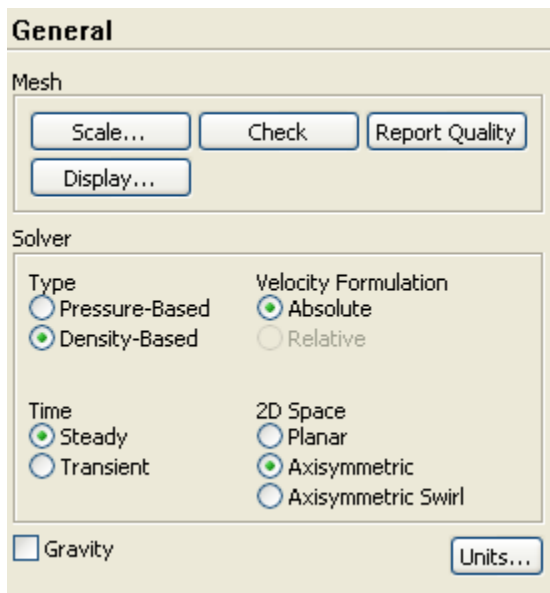 General
Mesh
Scale... Check Report Quality
Display...
Solver
Type Velocity Formulation
Pressure-Based Absolute
Density-Based Relative
Time 2D Space
Steady Planar
Transient Axisymmetric
Axisymmetric Swirl
Gravity Units...